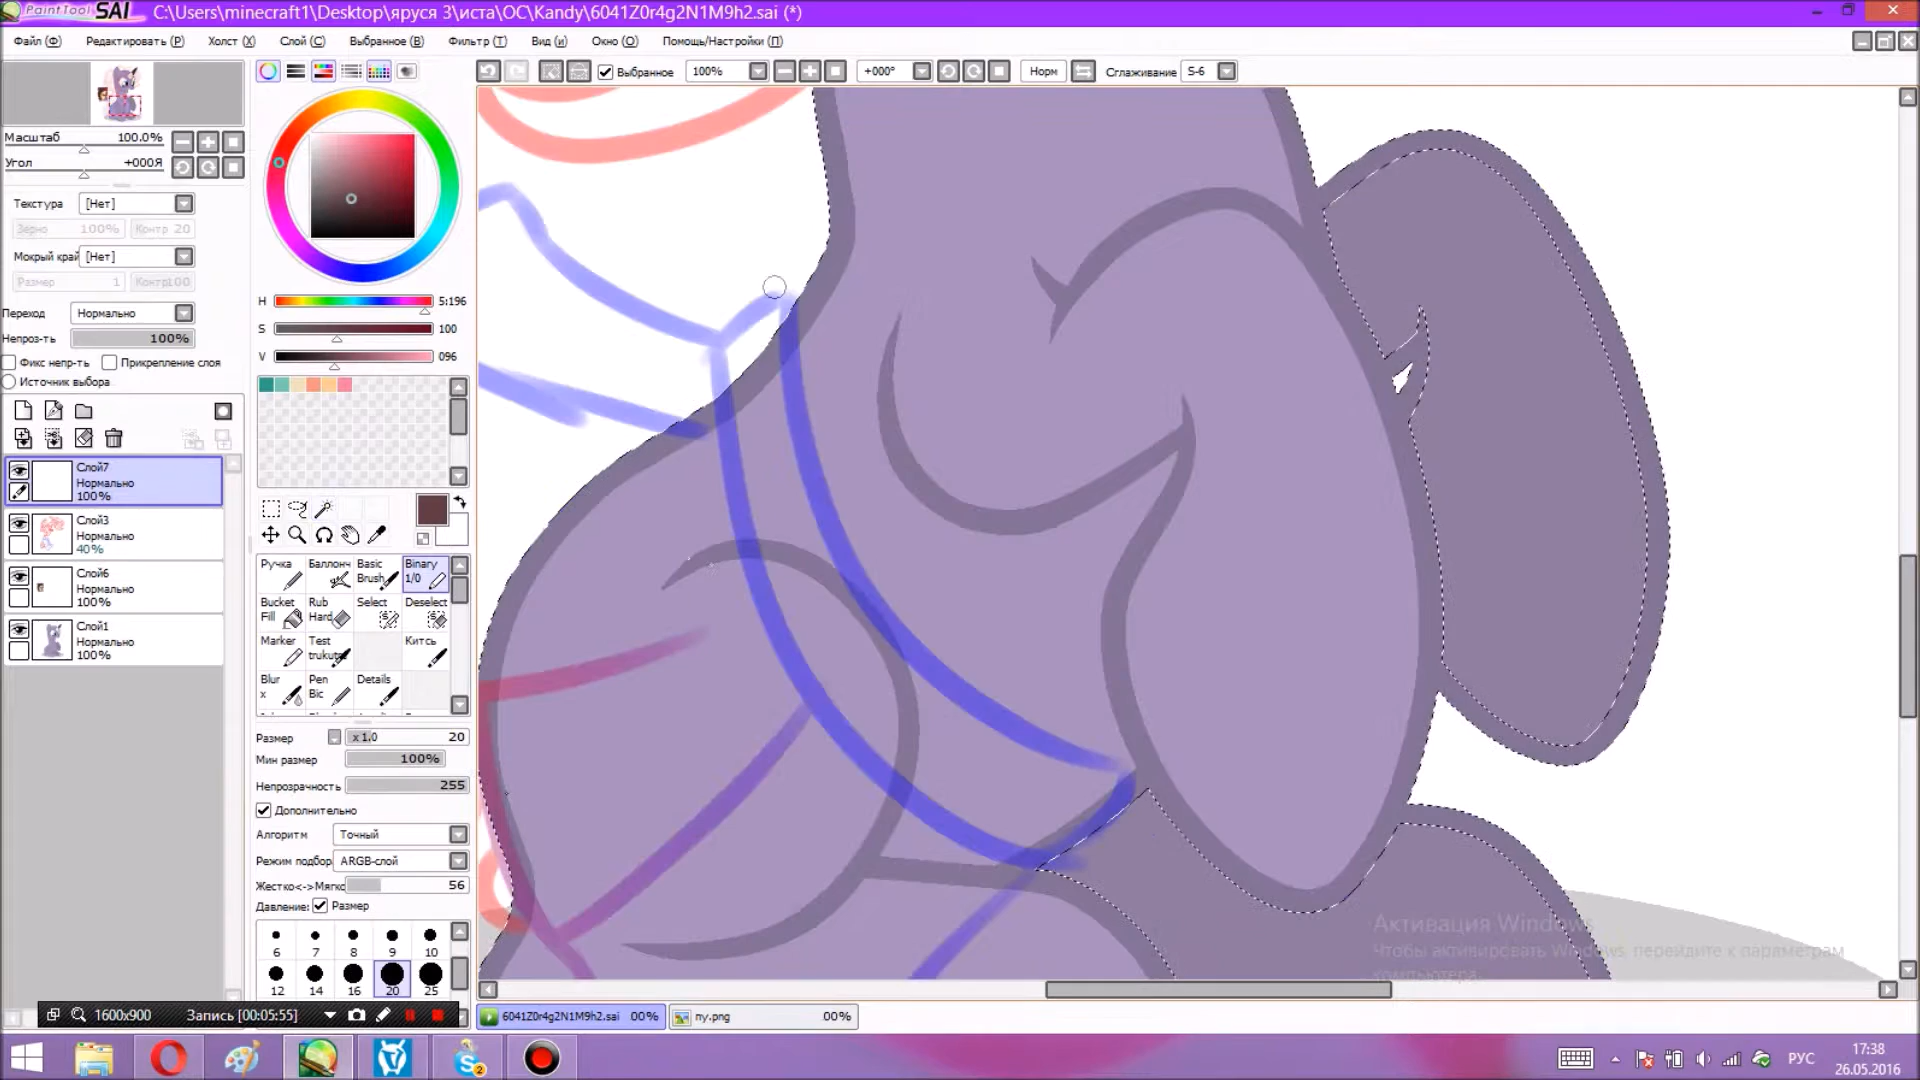 PaintTool SAI C:\Users\minecraft1\Desktop\яруся 3\иста\ОС\Kandy\6041Z0r4g2N1M9h2.sai (*)
Файл (Ф) Редактировать (Р) Холст (Х) Слой (С) Выбранное (В) Фильтр (Т) Вид (и) Окно (О) Помощь/Настройки (П)
Выбранное 100% +000° Норм Сглаживание S-6
Масштаб 100.0%
Угол +000Я
Текстура [Нет]
Зерно 100% Контр 20
Мокрый край [Нет]
Размер 1 Контр100
Переход Нормально
Непроз-ть 100%
Фикс непр-ть Прикрепление слоя
Источник выбора
Слой7
Нормально
100%
Слой3
Нормально
40%
Слой6
Нормально
100%
Слой1
Нормально
100%
H 5:196
S 100
V 096
Ручка Баллонч Basic Brush Binary 1/0
Bucket Fill Rub Hard Select Deselect
Marker Test trukutru Китсь
Blur x Pen Bic Details
Размер x 1.0 20
Мин размер 100%
Непрозрачность 255
Дополнительно
Алгоритм Точный
Режим подбор ARGB-слой
Жестко<->Мягко 56
Давление: Размер
6 7 8 9 10
12 14 16 20 25
1600x900 Запись [00:05:55]
6041Z0r4g2N1M9h2.sai 00% пу.png 00%
Активация Windows
Чтобы активировать Windows, перейдите к параметрам
компьютера.
2
РУС
17:38
26.05.2016